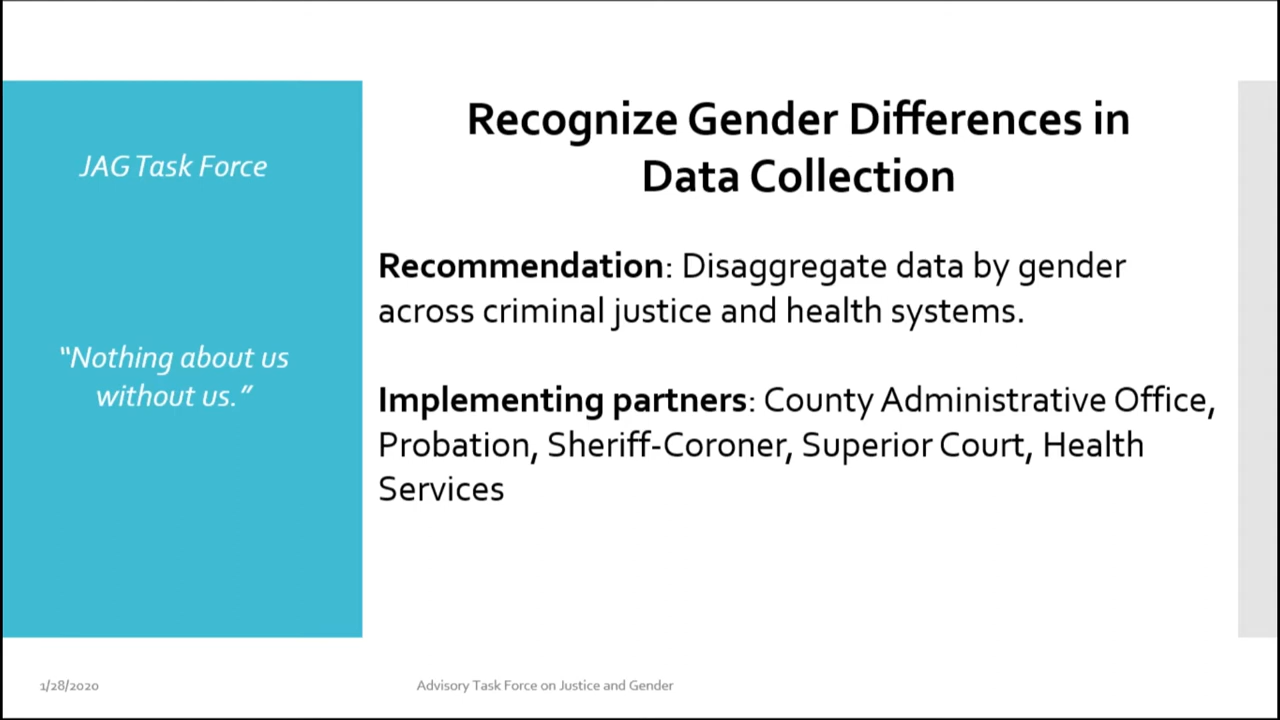 JAG Task Force
“Nothing about us
without us.”
Recognize Gender Differences in
Data Collection
Recommendation: Disaggregate data by gender
across criminal justice and health systems.
Implementing partners: County Administrative Office,
Probation, Sheriff-Coroner, Superior Court, Health
Services
1/28/2020
Advisory Task Force on Justice and Gender